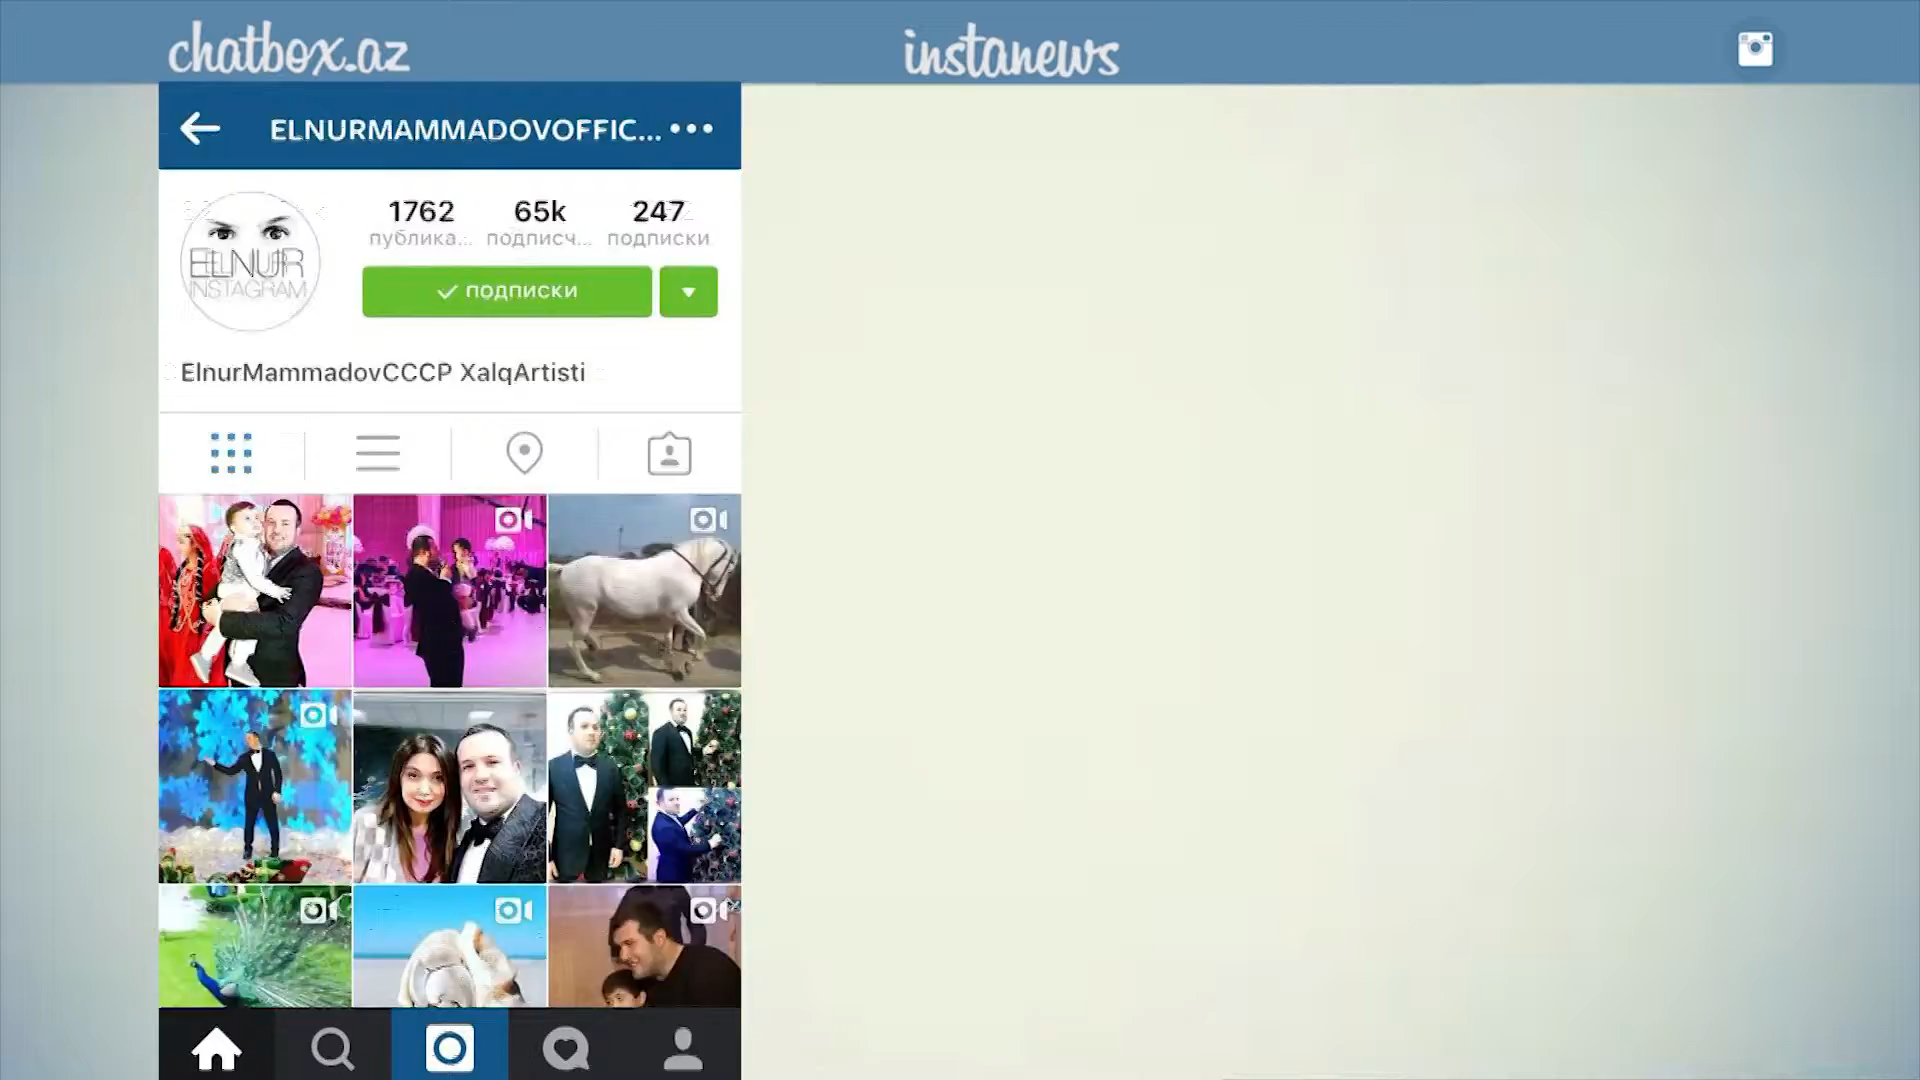 chatbox.az
instanews
ELNURMAMMADOVOFFIC...
1762
65k
247
публика...
подписч...
подписки
ПОДПИСКИ
ELNUR
INSTAGRAM
ElnurMammadovCCCP XalqArtisti